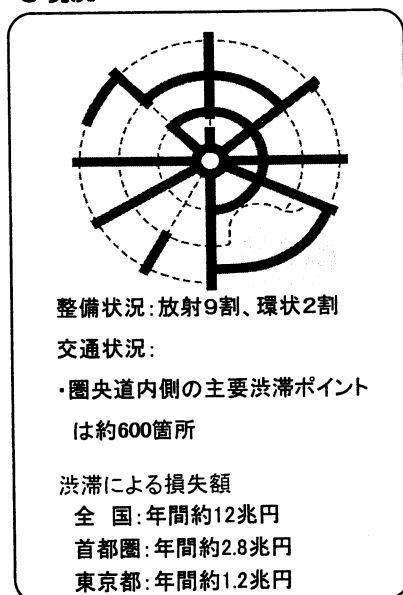 整備状況:放射9割、環状2割
交通状況:
・圏央道内側の主要渋滞ポイント
は約600箇所
渋滞による損失額
全 国:年間約12兆円
首都圏:年間約2.8兆円
東京都:年間約1.2兆円